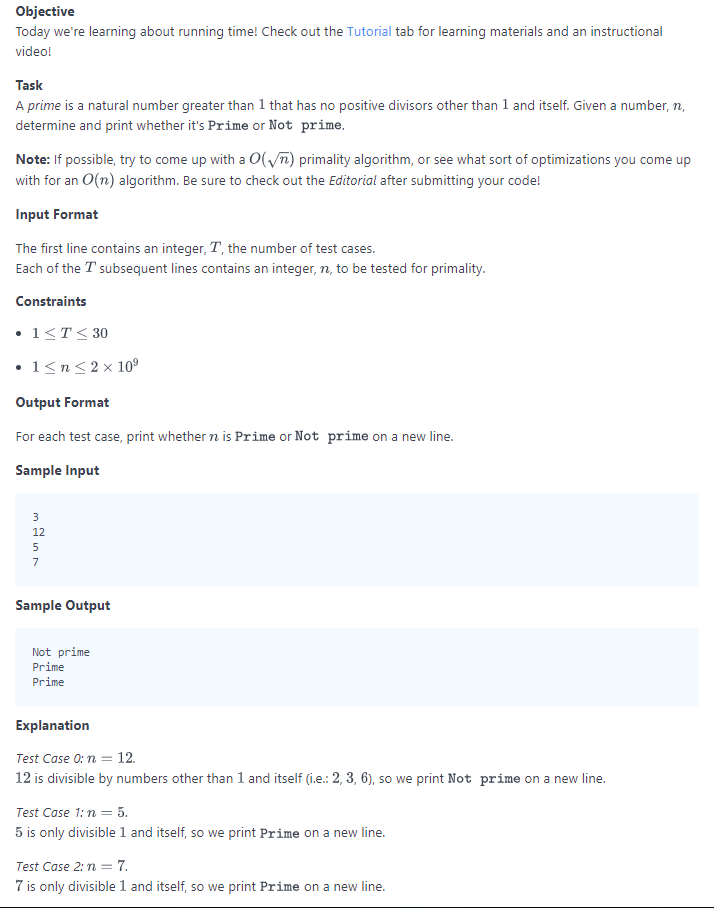 Objective
Today we're learning about running time! Check out the Tutorial tab for learning materials and an instructional
video!
Task
A prime is a natural number greater than 1 that has no positive divisors other than 1 and itself. Given a number, n,
determine and print whether it's Prime or Not prime.
Note: If possible, try to come up with a O(√n) primality algorithm, or see what sort of optimizations you come up
with for an O(n) algorithm. Be sure to check out the Editorial after submitting your code!
Input Format
The first line contains an integer, T, the number of test cases.
Each of the T subsequent lines contains an integer, n, to be tested for primality.
Constraints
• 1 ≤ T ≤ 30
• 1 ≤ n ≤ 2 × 10⁹
Output Format
For each test case, print whether n is Prime or Not prime on a new line.
Sample Input
3
12
5
7
Sample Output
Not prime
Prime
Prime
Explanation
Test Case 0: n = 12.
12 is divisible by numbers other than 1 and itself (i.e.: 2, 3, 6), so we print Not prime on a new line.
Test Case 1: n = 5.
5 is only divisible 1 and itself, so we print Prime on a new line.
Test Case 2: n = 7.
7 is only divisible 1 and itself, so we print Prime on a new line.